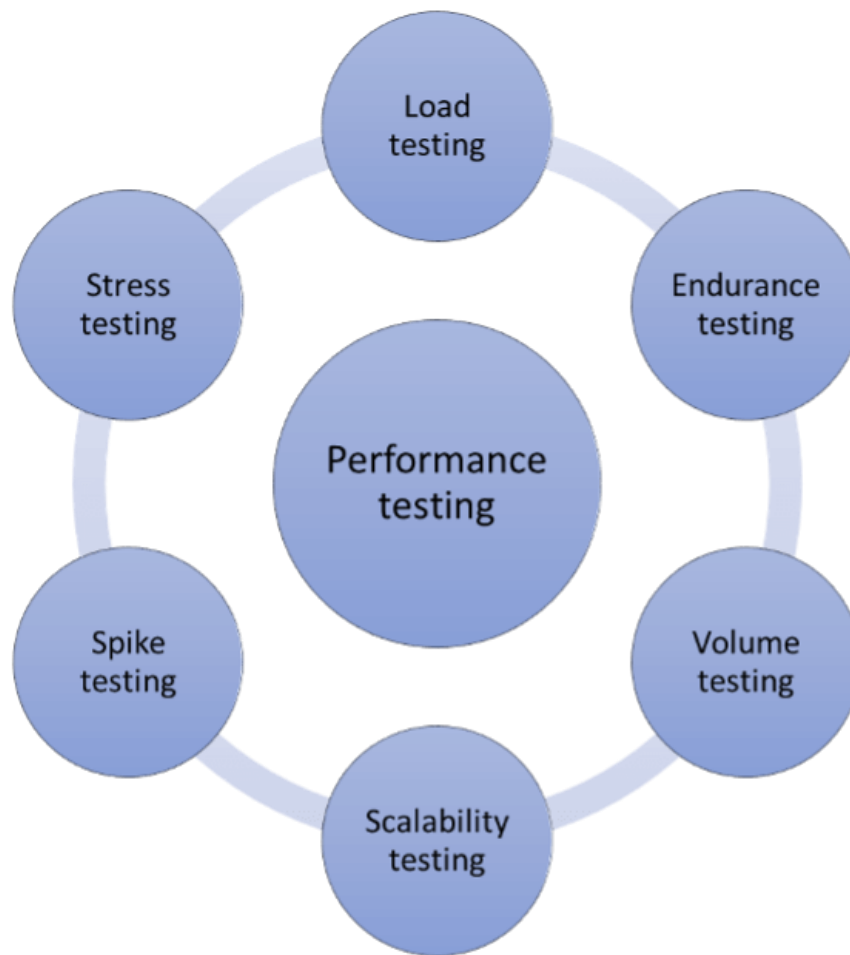 Load
testing
Endurance
testing
Volume
testing
Scalability
testing
Spike
testing
Stress
testing
Performance
testing